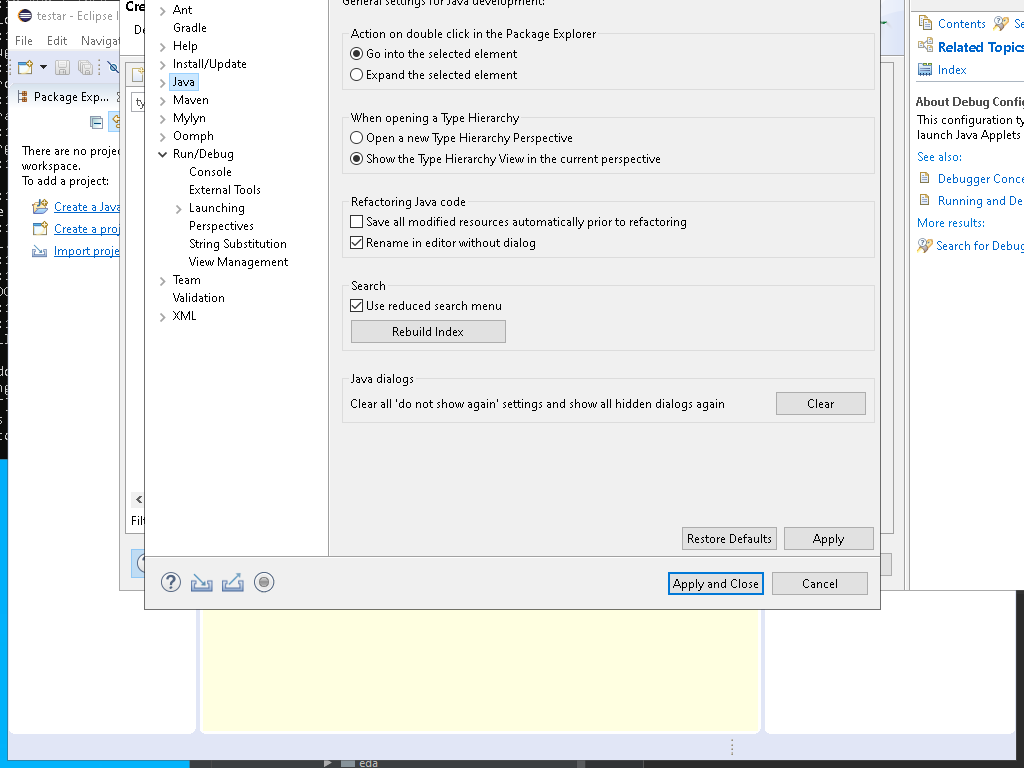 testar - Eclipse I
File Edit Navigat
Package Exp...
There are no proje
workspace.
To add a project:
Create a Java
Create a proj
Import proje
Cre
De
ty
Filt
Ant
Gradle
Help
Install/Update
Java
Maven
Mylyn
Oomph
Run/Debug
Console
External Tools
Launching
Perspectives
String Substitution
View Management
Team
Validation
XML
General settings for Java development:
Action on double click in the Package Explorer
Go into the selected element
Expand the selected element
When opening a Type Hierarchy
Open a new Type Hierarchy Perspective
Show the Type Hierarchy View in the current perspective
Refactoring Java code
Save all modified resources automatically prior to refactoring
Rename in editor without dialog
Search
Use reduced search menu
Rebuild Index
Java dialogs
Clear all 'do not show again' settings and show all hidden dialogs again
Clear
Restore Defaults
Apply
Apply and Close
Cancel
Contents
Se
Related Topics
Index
About Debug Config
This configuration ty
launch Java Applets
See also:
Debugger Conce
Running and De
More results:
Search for Debug
eda